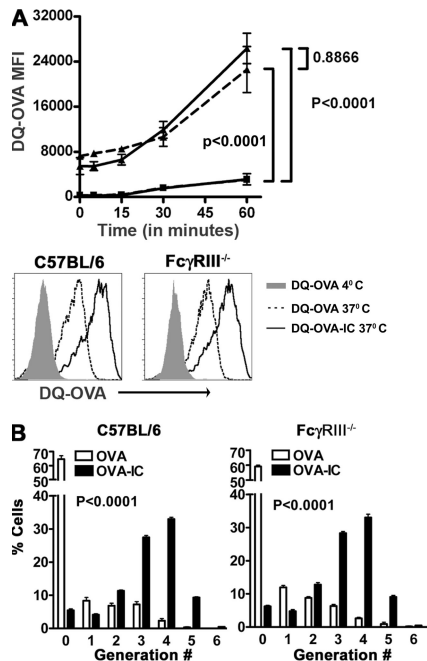 A
32000
24000
16000
8000
0
DQ-OVA MFI
0 15 30 45 60
Time (in minutes)
0.8866
P<0.0001
p<0.0001
C57BL/6
FcγRIII-/-
DQ-OVA 4⁰ C
DQ-OVA 37⁰ C
DQ-OVA-IC 37⁰ C
DQ-OVA
B
C57BL/6
FcγRIII-/-
70
60
50
40
30
20
10
0
% Cells
OVA
OVA-IC
P<0.0001
0 1 2 3 4 5 6
Generation #
70
60
50
40
30
20
10
0
OVA
OVA-IC
P<0.0001
0 1 2 3 4 5 6
Generation #